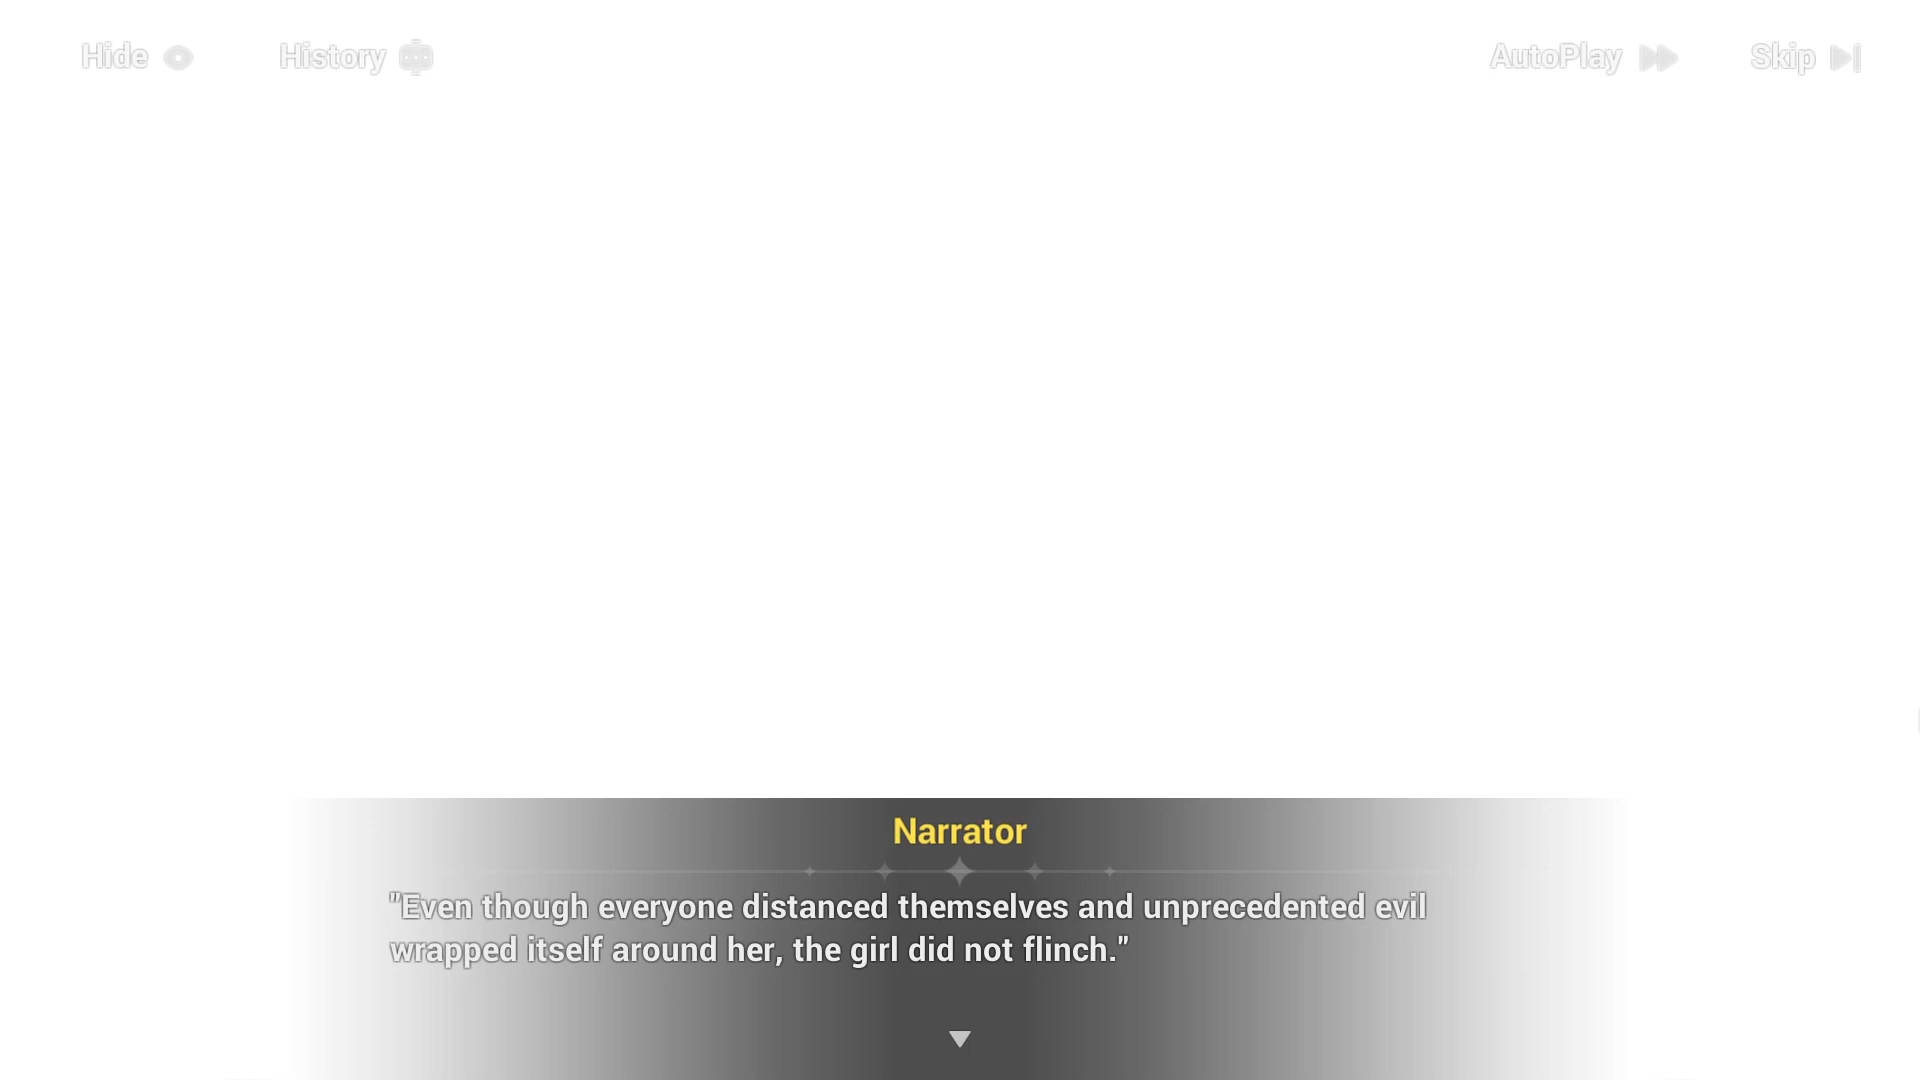 Hide
History
AutoPlay
Skip
Narrator
"Even though everyone distanced themselves and unprecedented evil
wrapped itself around her, the girl did not flinch."